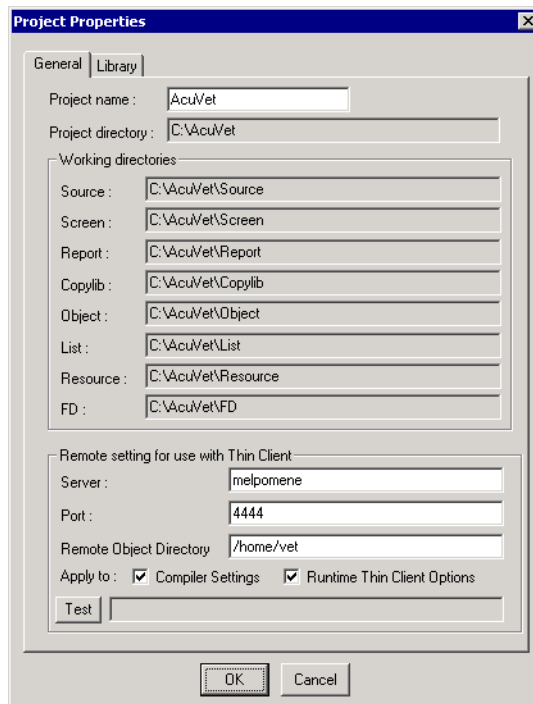 Project Properties
General Library
Project name : AcuVet
Project directory : C:\AcuVet
Working directories
Source : C:\AcuVet\Source
Screen : C:\AcuVet\Screen
Report : C:\AcuVet\Report
Copylib : C:\AcuVet\Copylib
Object : C:\AcuVet\Object
List : C:\AcuVet\List
Resource : C:\AcuVet\Resource
FD : C:\AcuVet\FD
Remote setting for use with Thin Client
Server : melpomene
Port : 4444
Remote Object Directory /home/vet
Apply to : Compiler Settings Runtime Thin Client Options
Test
OK Cancel